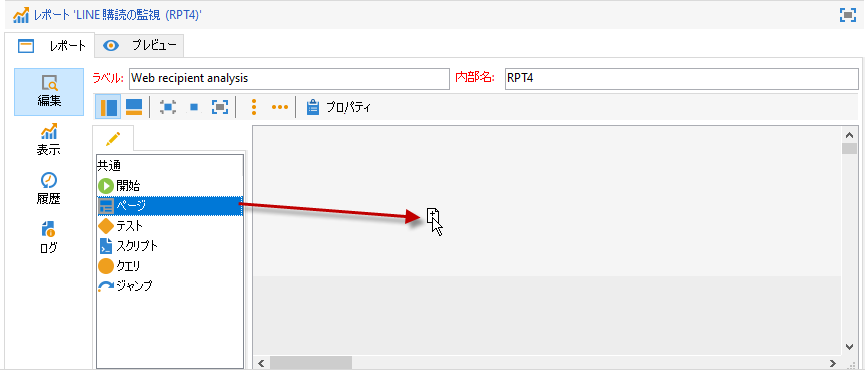 レポート 'LINE 購読の監視 (RPT4)'
レポート プレビュー
ラベル: Web recipient analysis 内部名: RPT4
編集
プロパティ
表示
履歴
ログ
共通
開始
ページ
テスト
スクリプト
クエリ
ジャンプ